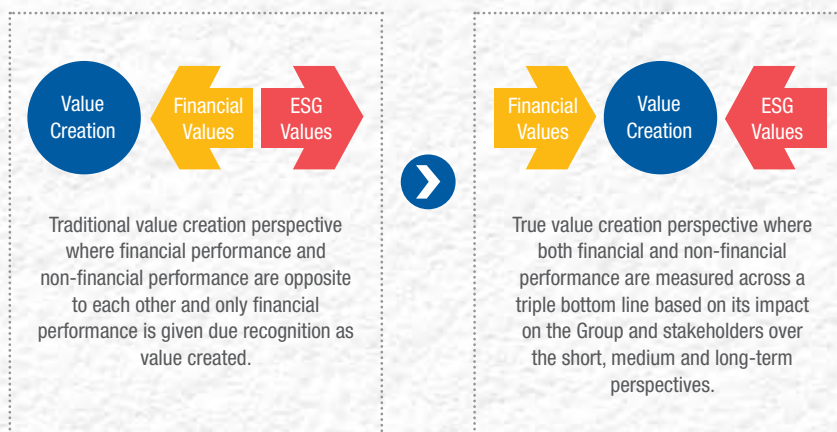 Value
Creation
Financial
Values
ESG
Values
Traditional value creation perspective
where financial performance and
non-financial performance are opposite
to each other and only financial
performance is given due recognition as
value created.
Financial
Values
Value
Creation
ESG
Values
True value creation perspective where
both financial and non-financial
performance are measured across a
triple bottom line based on its impact
on the Group and stakeholders over
the short, medium and long-term
perspectives.